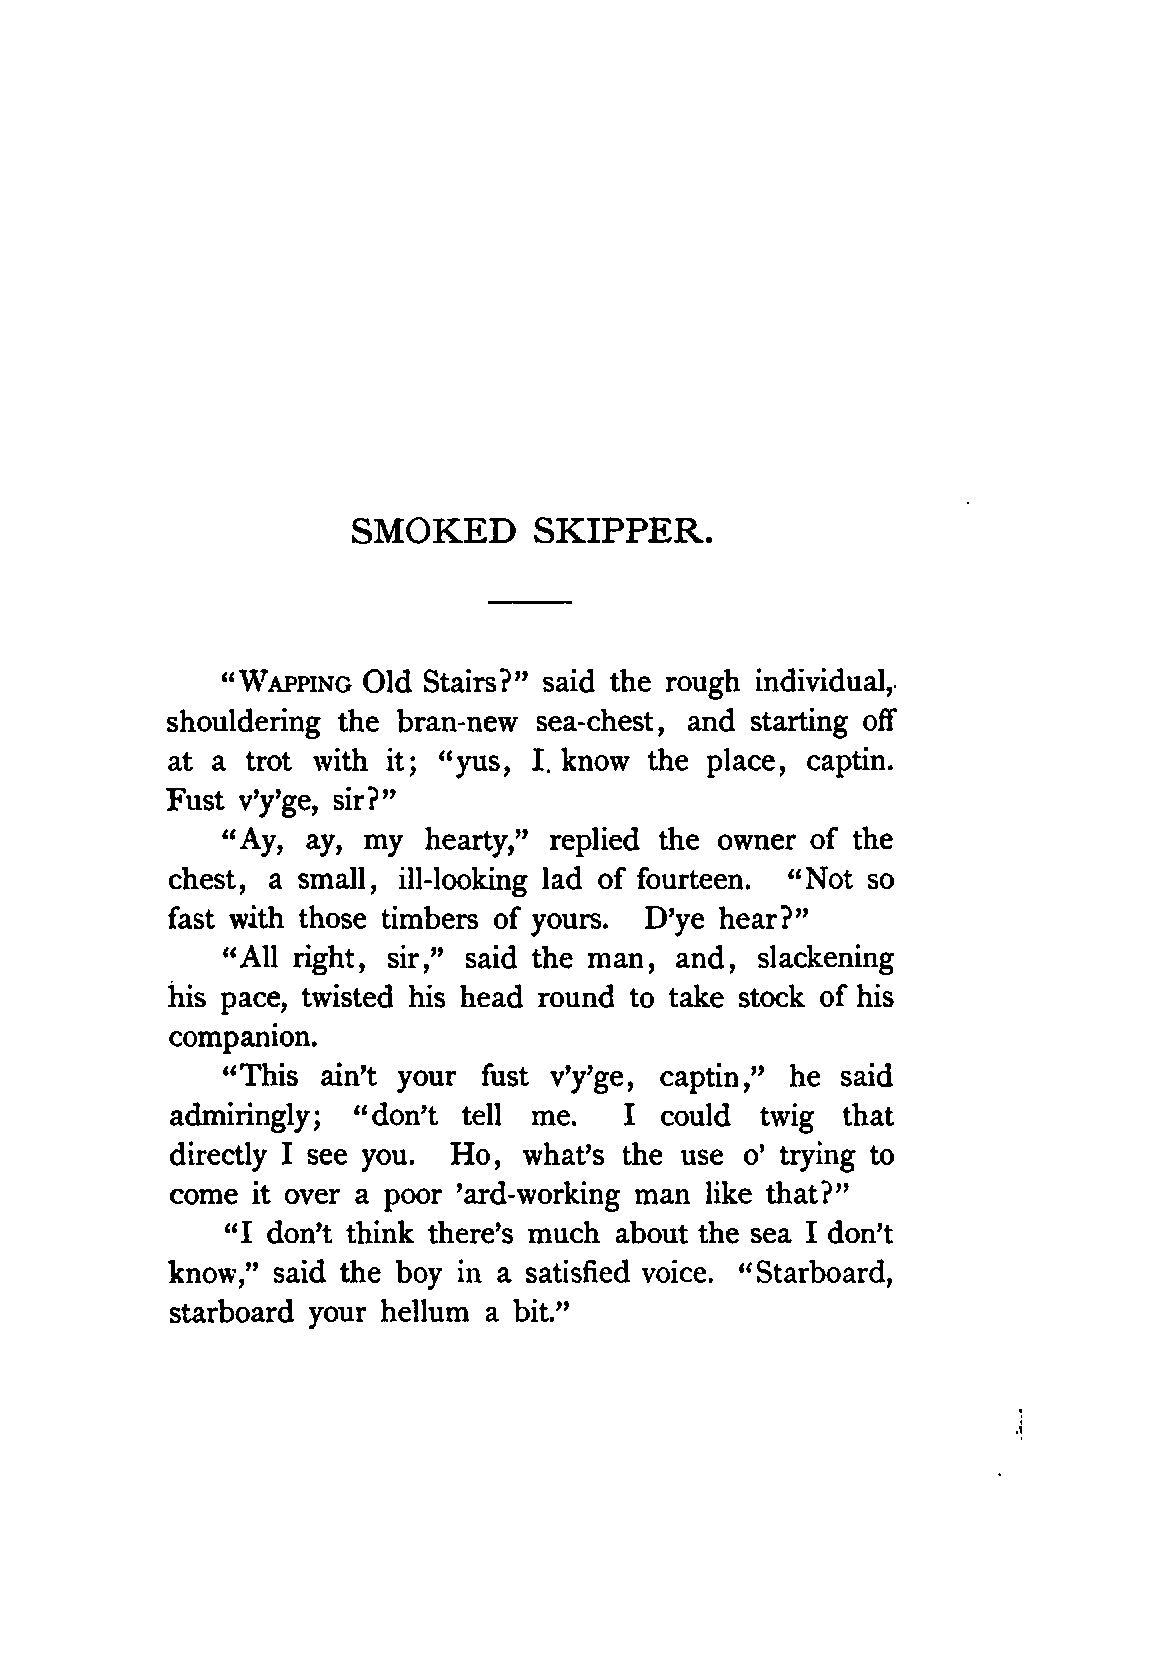 SMOKED SKIPPER.
“WAPPING Old Stairs?” said the rough individual,
shouldering the bran-new sea-chest, and starting off
at a trot with it; “yus, I know the place, captin.
Fust v’y’ge, sir?”
“Ay, ay, my hearty,” replied the owner of the
chest, a small, ill-looking lad of fourteen. “Not so
fast with those timbers of yours. D’ye hear?”
“All right, sir,” said the man, and, slackening
his pace, twisted his head round to take stock of his
companion.
“This ain’t your fust v’y’ge, captin,” he said
admiringly; “don’t tell me. I could twig that
directly I see you. Ho, what’s the use o’ trying to
come it over a poor ’ard-working man like that?”
“I don’t think there’s much about the sea I don’t
know,” said the boy in a satisfied voice. “Starboard,
starboard your hellum a bit.”